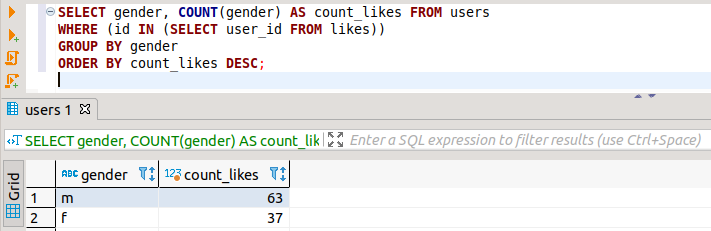 SELECT gender, COUNT(gender) AS count_likes FROM users
WHERE (id IN (SELECT user_id FROM likes))
GROUP BY gender
ORDER BY count_likes DESC;
users 1
SELECT gender, COUNT(gender) AS count_lik Enter a SQL expression to filter results (use Ctrl+Space)
Grid
ABC gender 123 count_likes
1 m 63
2 f 37